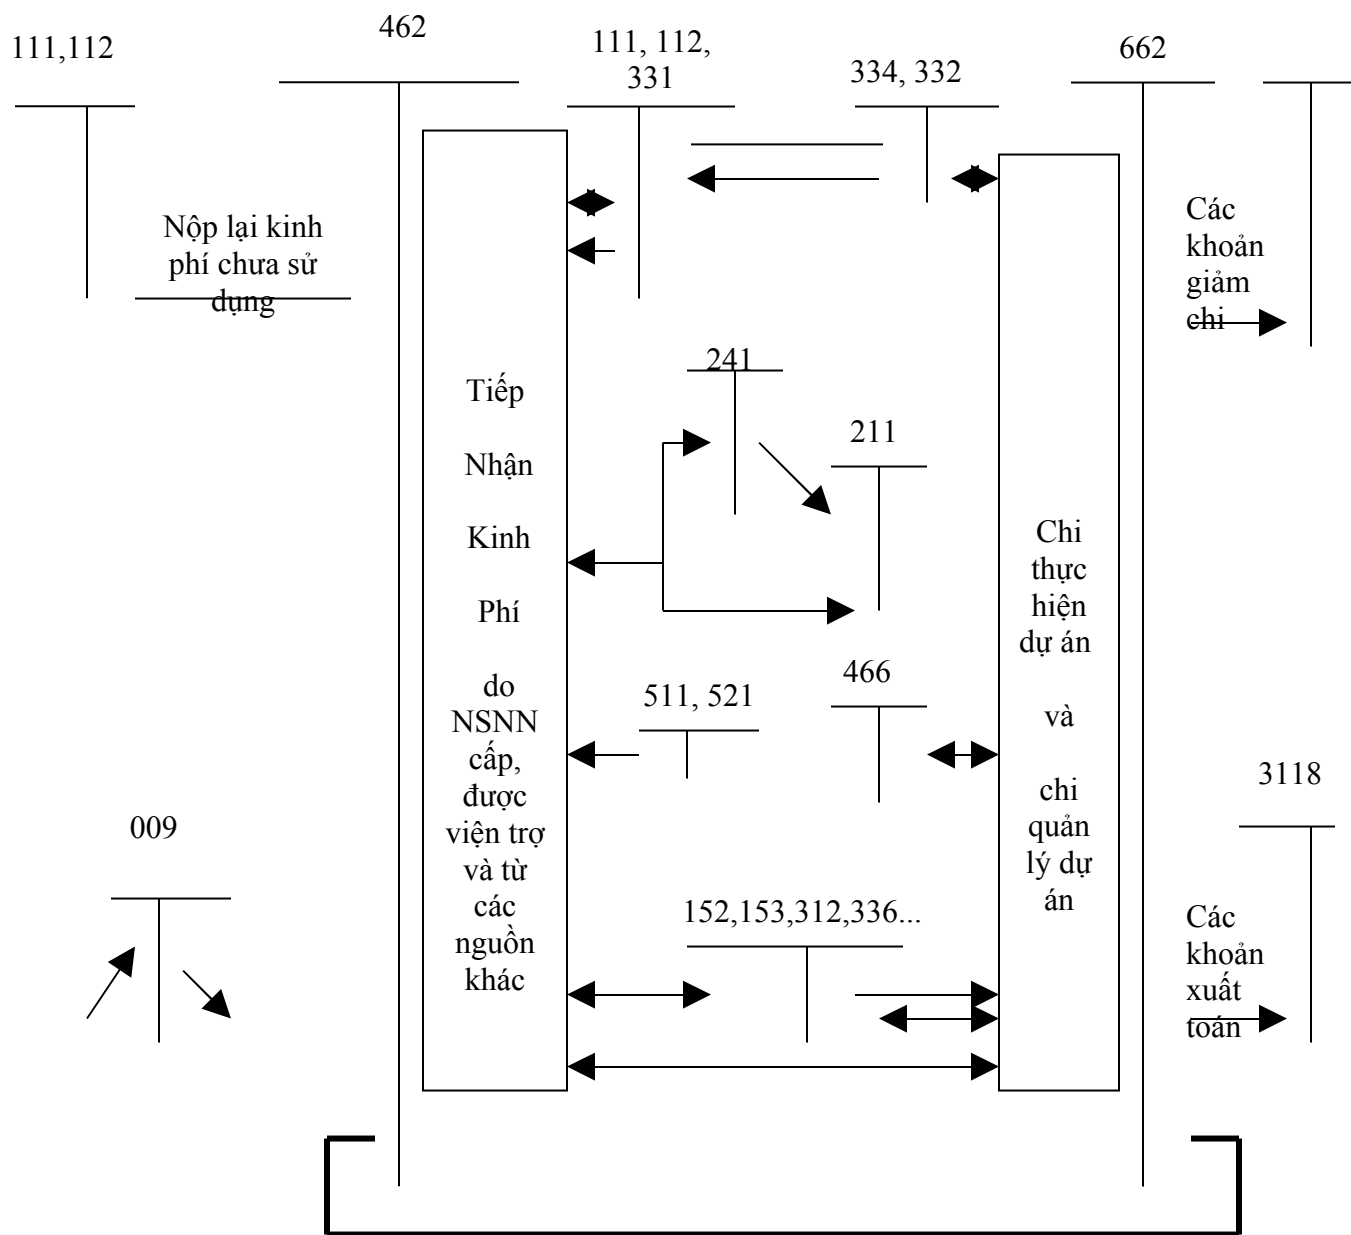 111,112
462
111, 112,
331
334, 332
662
Nộp lại kinh
phí chưa sử
dụng
Các
khoản
giảm
chi
241
211
Tiếp
Nhận
Kinh
Phí
do
NSNN
cấp,
được
viện trợ
và từ
các
nguồn
khác
511, 521
466
Chi
thực
hiện
dự án
và
chi
quản
lý dự
án
3118
009
152,153,312,336...
Các
khoản
xuất
toán